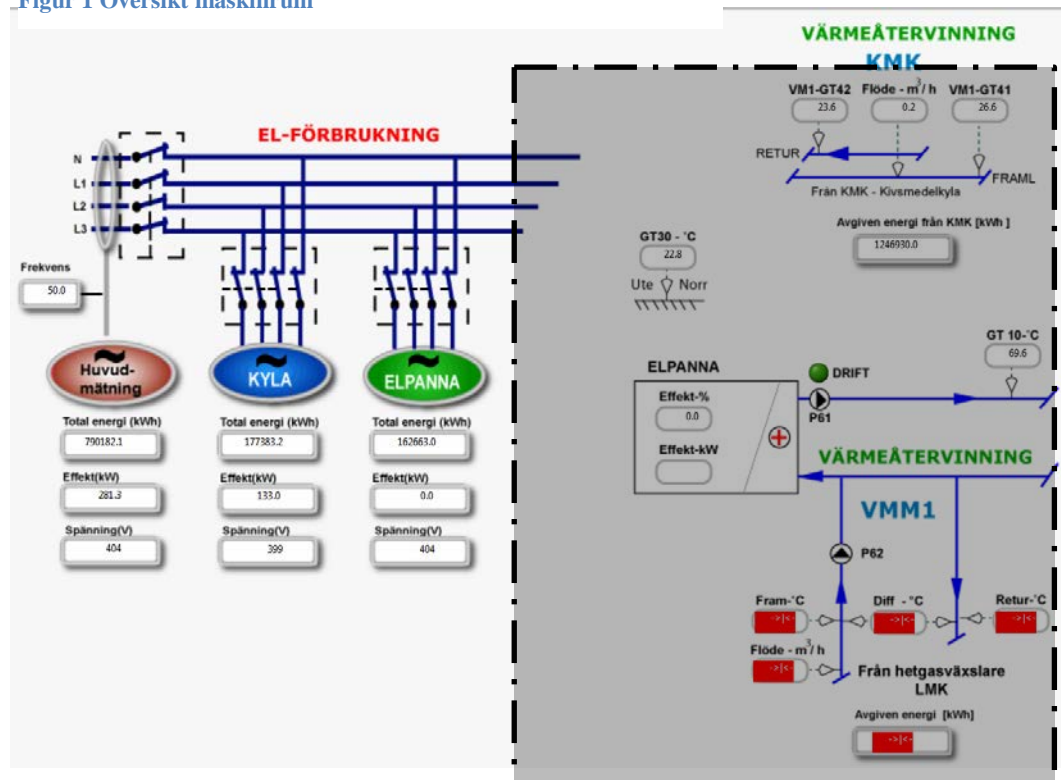 Figur 1 Översikt maskinrum
VÄRMEÅTERVINNING
KMK
VM1-GT42 Flöde - m³/ h VM1-GT41
23.6 0.2 26.6
EL-FÖRBRUKNING
N
L1
L2
L3
RETUR
FRAML
Från KMK - Kivsmedelkyla
Avgiven energi från KMK [kWh ]
1246930.0
GT30 - °C
22.8
Ute Norr
Frekvens
50.0
GT 10-°C
69.6
Huvud-
mätning
KYLA
ELPANNA
ELPANNA
DRIFT
Effekt-%
0.0
P61
Effekt-kW
Total energi (kWh) Total energi (kWh) Total energi (kWh)
790182.1 177383.2 162663.0
Effekt(kW) Effekt(kW) Effekt(kW)
281.3 133.0 0.0
Spänning(V) Spänning(V) Spänning(V)
404 399 404
VÄRMEÅTERVINNING
VMM1
P62
Fram-°C Diff - °C Retur-°C
->|<- ->|<- ->|<-
Flöde - m³/ h
->|<-
Från hetgasväxslare
LMK
Avgiven energi [kWh]
->|<-